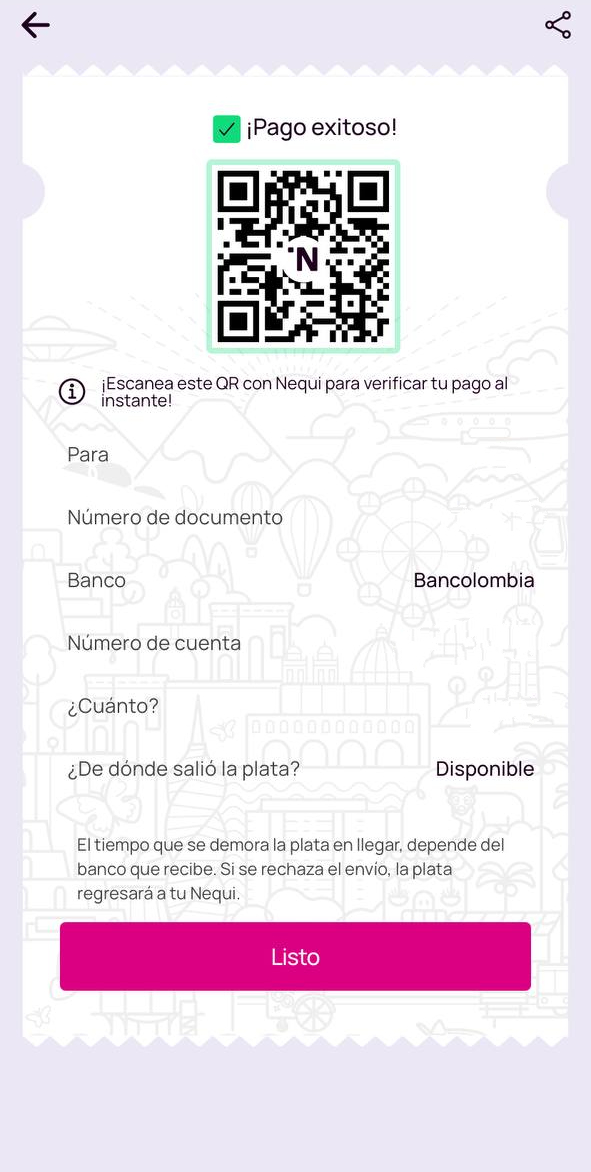 ¡Pago exitoso!
N
¡Escanea este QR con Nequi para verificar tu pago al
instante!
Para
Número de documento
Banco Bancolombia
Número de cuenta
¿Cuánto?
¿De dónde salió la plata? Disponible
El tiempo que se demora la plata en llegar, depende del
banco que recibe. Si se rechaza el envío, la plata
regresará a tu Nequi.
Listo